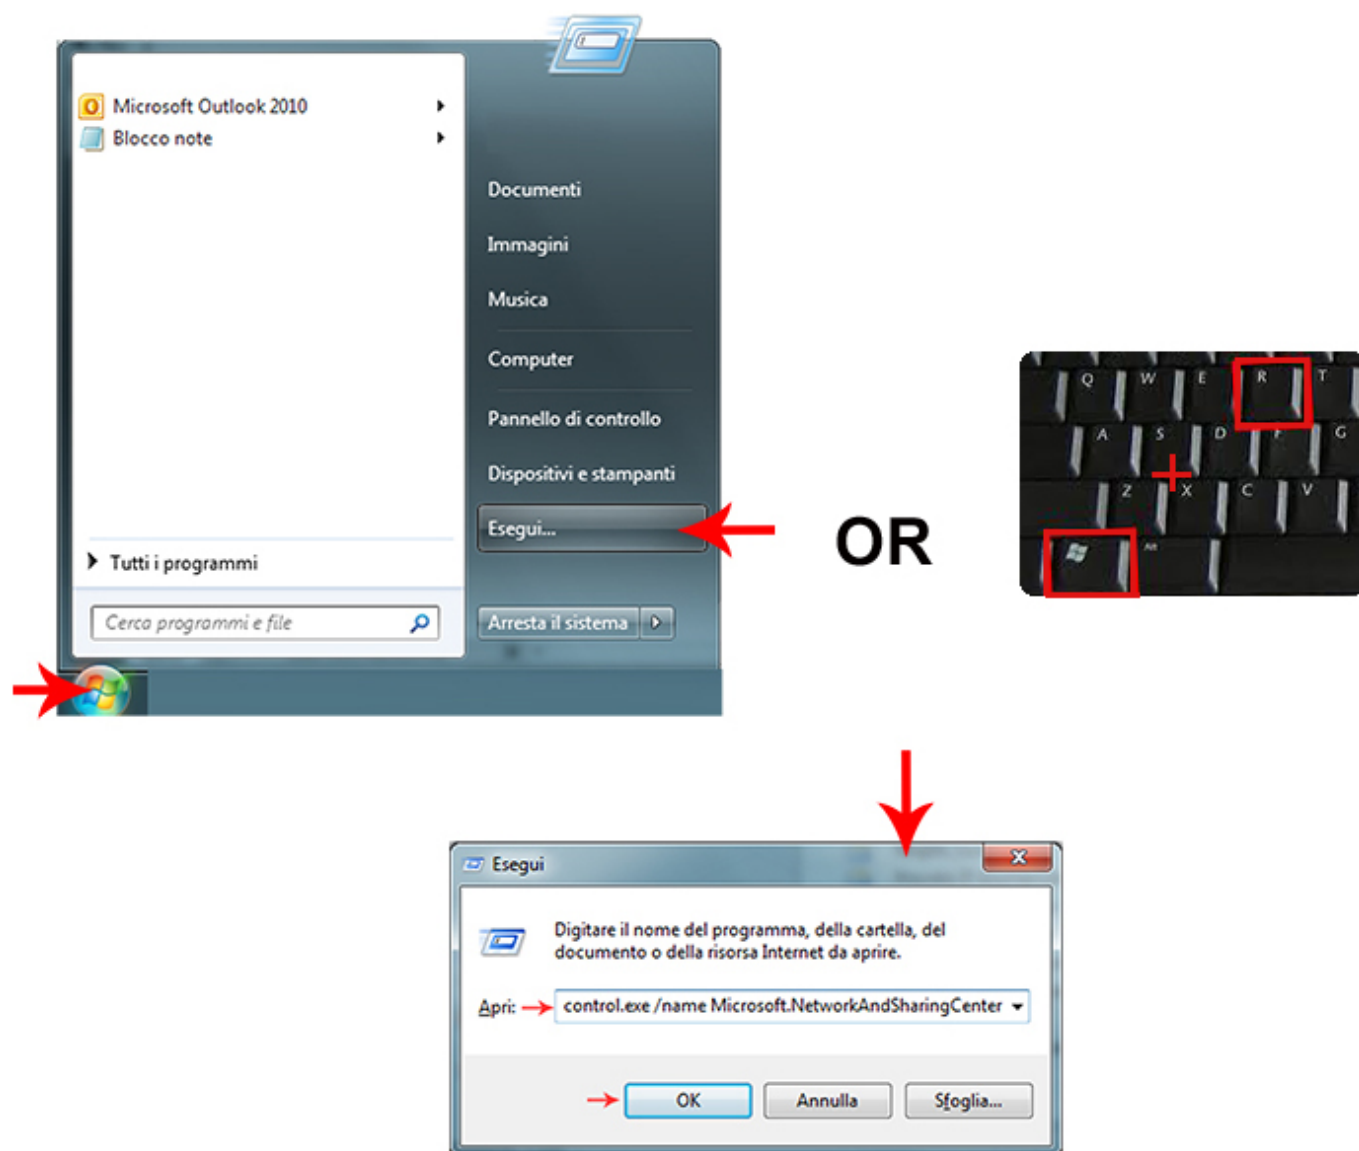 Microsoft Outlook 2010
Blocco note
Documenti
Immagini
Musica
Computer
Pannello di controllo
Dispositivi e stampanti
Esegui...
Tutti i programmi
Cerca programmi e file
Arresta il sistema
OR
Q W E R T
A S D F G
Z X C V
Alt
Esegui
Digitare il nome del programma, della cartella, del
documento o della risorsa Internet da aprire.
Apri: control.exe /name Microsoft.NetworkAndSharingCenter
OK Annulla Sfoglia...